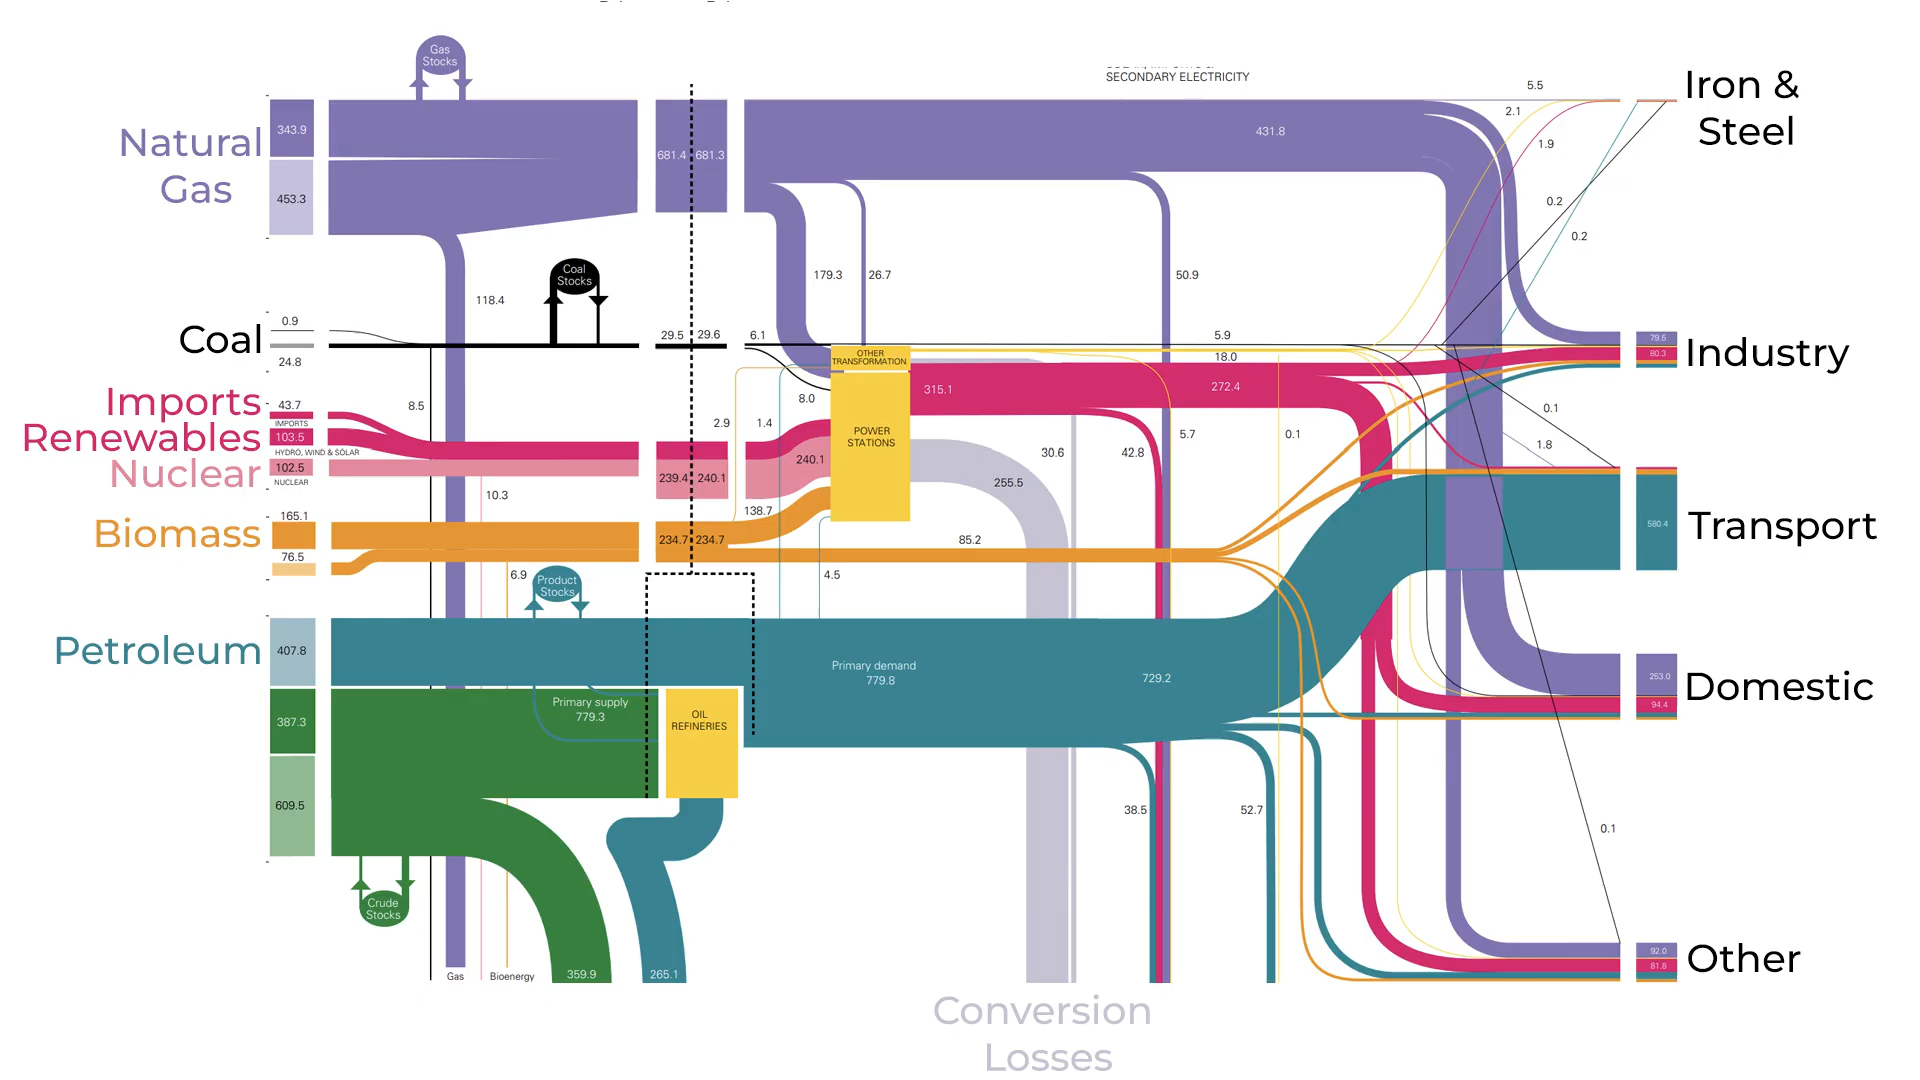 SECONDARY ELECTRICITY
Gas
Stocks
Iron &
Steel
5.5
2.1
1.9
0.2
0.2
Natural
Gas
343.9
453.3
681.4
681.3
431.8
118.4
179.3
26.7
50.9
Coal
Stocks
Coal
0.9
24.8
29.5
29.6
6.1
5.9
18.0
8.0
8.5
OTHER
TRANSFORMATION
POWER
STATIONS
315.1
272.4
79.5
80.3
Industry
Imports
43.7
IMPORTS
Renewables
103.5
HYDRO, WIND & SOLAR
Nuclear
102.5
NUCLEAR
2.9
1.4
240.1
239.4
240.1
10.3
138.7
255.5
30.6
42.8
5.7
0.1
0.1
1.8
Biomass
165.1
76.5
234.7
234.7
85.2
6.9
4.5
580.4
Transport
Product
Stocks
Petroleum
407.8
387.3
609.5
Primary supply
779.3
OIL
REFINERIES
Primary demand
779.8
729.2
253.0
94.4
Domestic
38.5
52.7
0.1
Crude
Stocks
Gas
Bioenergy
359.9
265.1
92.0
81.8
Other
Conversion
Losses